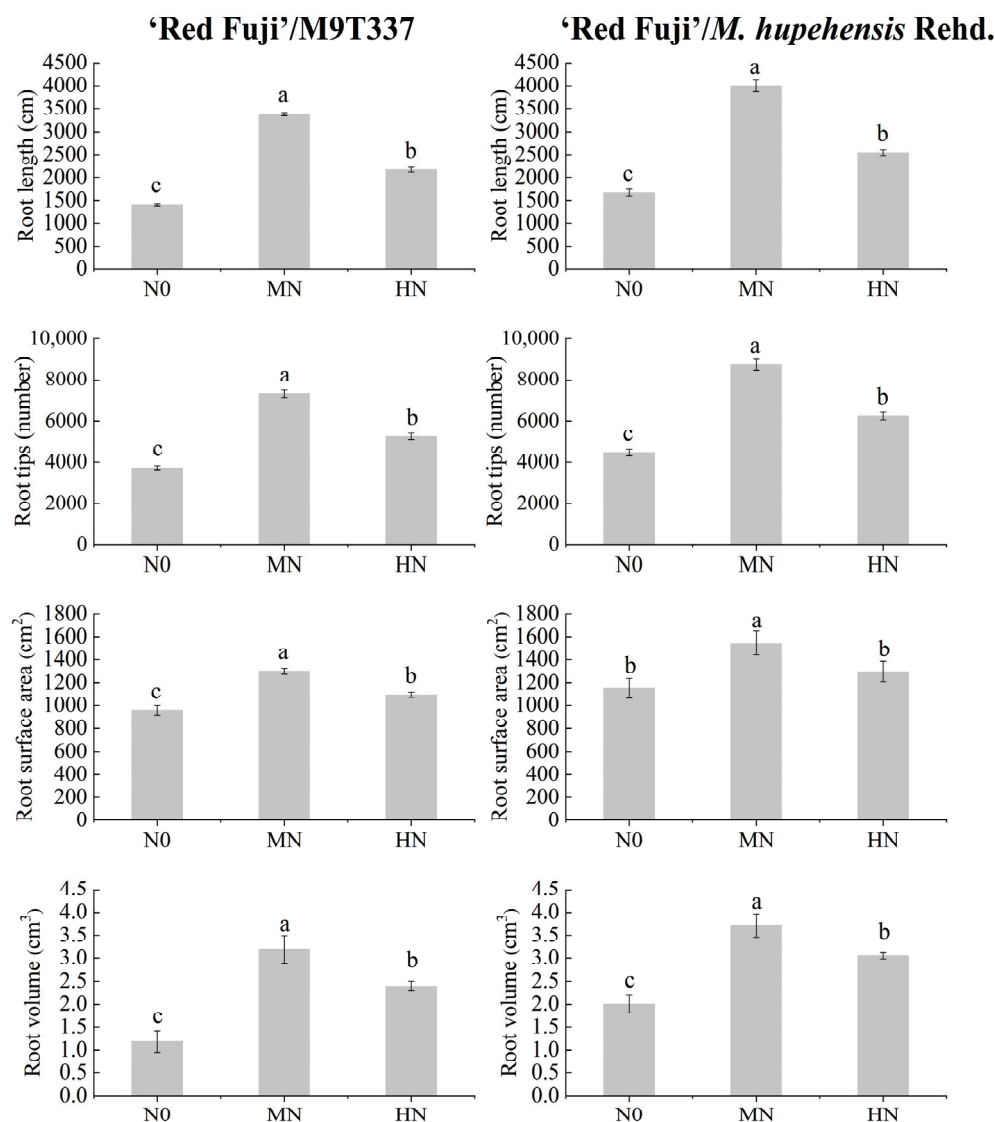 ‘Red Fuji’/M9T337
‘Red Fuji’/M. hupehensis Rehd.
Root length (cm)
4500
4000
3500
3000
2500
2000
1500
1000
500
0
c
a
b
N0
MN
HN
Root length (cm)
4500
4000
3500
3000
2500
2000
1500
1000
500
0
c
a
b
N0
MN
HN
Root tips (number)
10,000
8000
6000
4000
2000
0
c
a
b
N0
MN
HN
Root tips (number)
10,000
8000
6000
4000
2000
0
c
a
b
N0
MN
HN
Root surface area (cm²)
1800
1600
1400
1200
1000
800
600
400
200
0
c
a
b
N0
MN
HN
Root surface area (cm²)
1800
1600
1400
1200
1000
800
600
400
200
0
b
a
b
N0
MN
HN
Root volume (cm³)
4.5
4.0
3.5
3.0
2.5
2.0
1.5
1.0
0.5
0.0
c
a
b
N0
MN
HN
Root volume (cm³)
4.5
4.0
3.5
3.0
2.5
2.0
1.5
1.0
0.5
0.0
c
a
b
N0
MN
HN